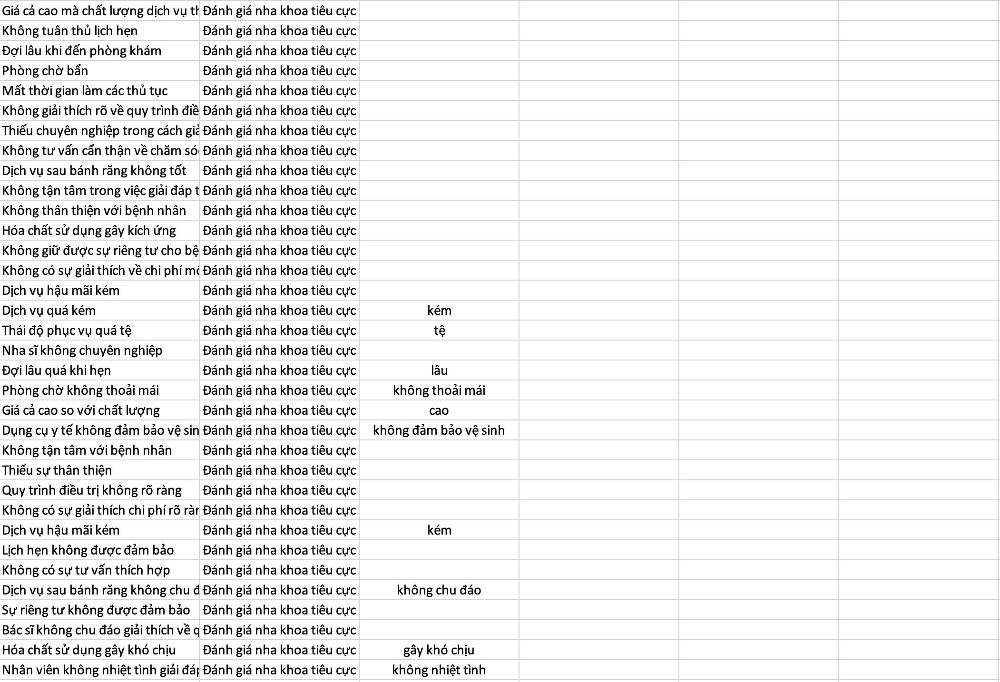 Giá cả cao mà chất lượng dịch vụ Đánh giá nha khoa tiêu cực
Không tuân thủ lịch hẹn Đánh giá nha khoa tiêu cực
Đợi lâu khi đến phòng khám Đánh giá nha khoa tiêu cực
Phòng chờ bẩn Đánh giá nha khoa tiêu cực
Mất thời gian làm các thủ tục Đánh giá nha khoa tiêu cực
Không giải thích rõ về quy trình Đánh giá nha khoa tiêu cực
Thiếu chuyên nghiệp trong cách Đánh giá nha khoa tiêu cực
Không tư vấn cẩn thận về chăm Đánh giá nha khoa tiêu cực
Dịch vụ sau bánh răng không tốt Đánh giá nha khoa tiêu cực
Không tận tâm trong việc giải đáp Đánh giá nha khoa tiêu cực
Không thân thiện với bệnh nhân Đánh giá nha khoa tiêu cực
Hóa chất sử dụng gây kích ứng Đánh giá nha khoa tiêu cực
Không giữ được sự riêng tư cho Đánh giá nha khoa tiêu cực
Không có sự giải thích về chi phí Đánh giá nha khoa tiêu cực
Dịch vụ hậu mãi kém Đánh giá nha khoa tiêu cực
Dịch vụ quá kém Đánh giá nha khoa tiêu cực kém
Thái độ phục vụ quá tệ Đánh giá nha khoa tiêu cực tệ
Nha sĩ không chuyên nghiệp Đánh giá nha khoa tiêu cực
Đợi lâu quá khi hẹn Đánh giá nha khoa tiêu cực lâu
Phòng chờ không thoải mái Đánh giá nha khoa tiêu cực không thoải mái
Giá cả cao so với chất lượng Đánh giá nha khoa tiêu cực cao
Dụng cụ y tế không đảm bảo vệ Đánh giá nha khoa tiêu cực không đảm bảo vệ sinh
Không tận tâm với bệnh nhân Đánh giá nha khoa tiêu cực
Thiếu sự thân thiện Đánh giá nha khoa tiêu cực
Quy trình điều trị không rõ ràng Đánh giá nha khoa tiêu cực
Không có sự giải thích chi phí rõ Đánh giá nha khoa tiêu cực
Dịch vụ hậu mãi kém Đánh giá nha khoa tiêu cực kém
Lịch hẹn không được đảm bảo Đánh giá nha khoa tiêu cực
Không có sự tư vấn thích hợp Đánh giá nha khoa tiêu cực
Dịch vụ sau bánh răng không chu Đánh giá nha khoa tiêu cực không chu đáo
Sự riêng tư không được đảm bảo Đánh giá nha khoa tiêu cực
Bác sĩ không chu đáo giải thích về Đánh giá nha khoa tiêu cực
Hóa chất sử dụng gây khó chịu Đánh giá nha khoa tiêu cực gây khó chịu
Nhân viên không nhiệt tình giải Đánh giá nha khoa tiêu cực không nhiệt tình